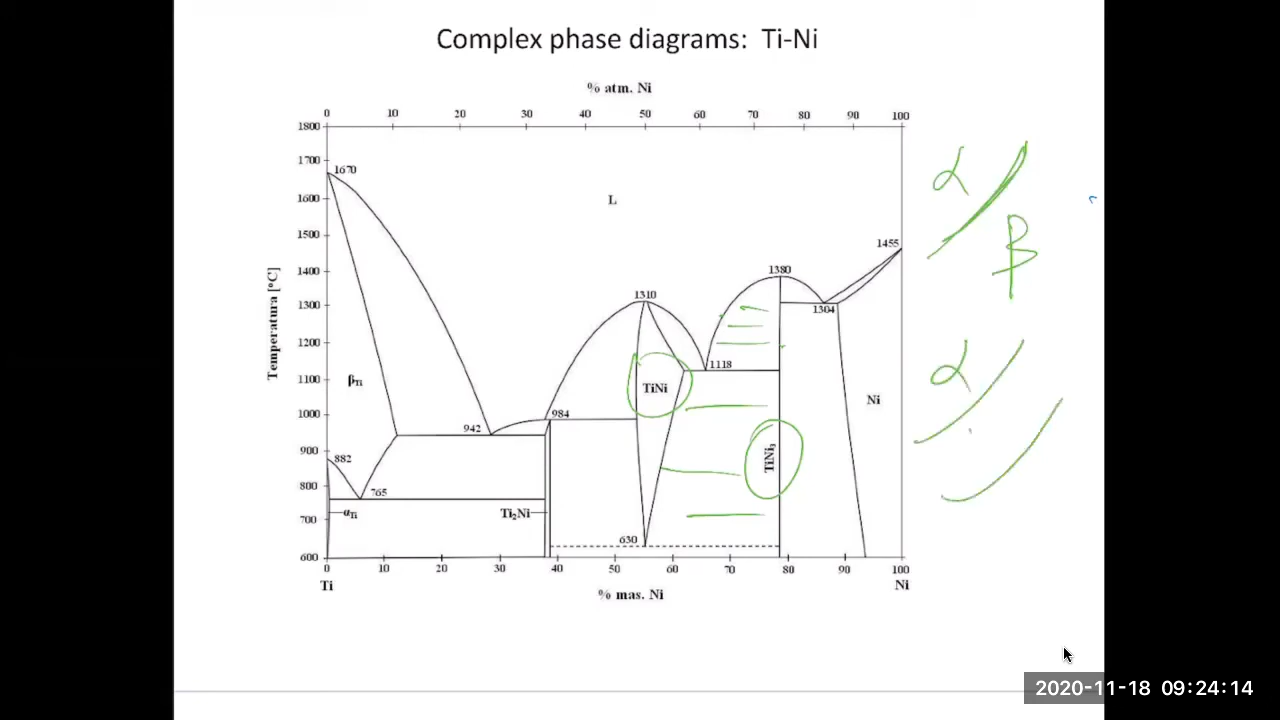 Complex phase diagrams: Ti-Ni
% atm. Ni
0 10 20 30 40 50 60 70 80 90 100
1800
1700
1670
α
1600
L
β
1500
1455
1400
1380
1310
1300
1304
Temperatura [°C]
1200
1118
1100
βTi
TiNi
α
Ni
1000
984
942
900
882
TiNi3
800
765
700
αTi
Ti2Ni
630
600
0 10 20 30 40 50 60 70 80 90 100
Ti
Ni
% mas. Ni
2020-11-18 09:24:14